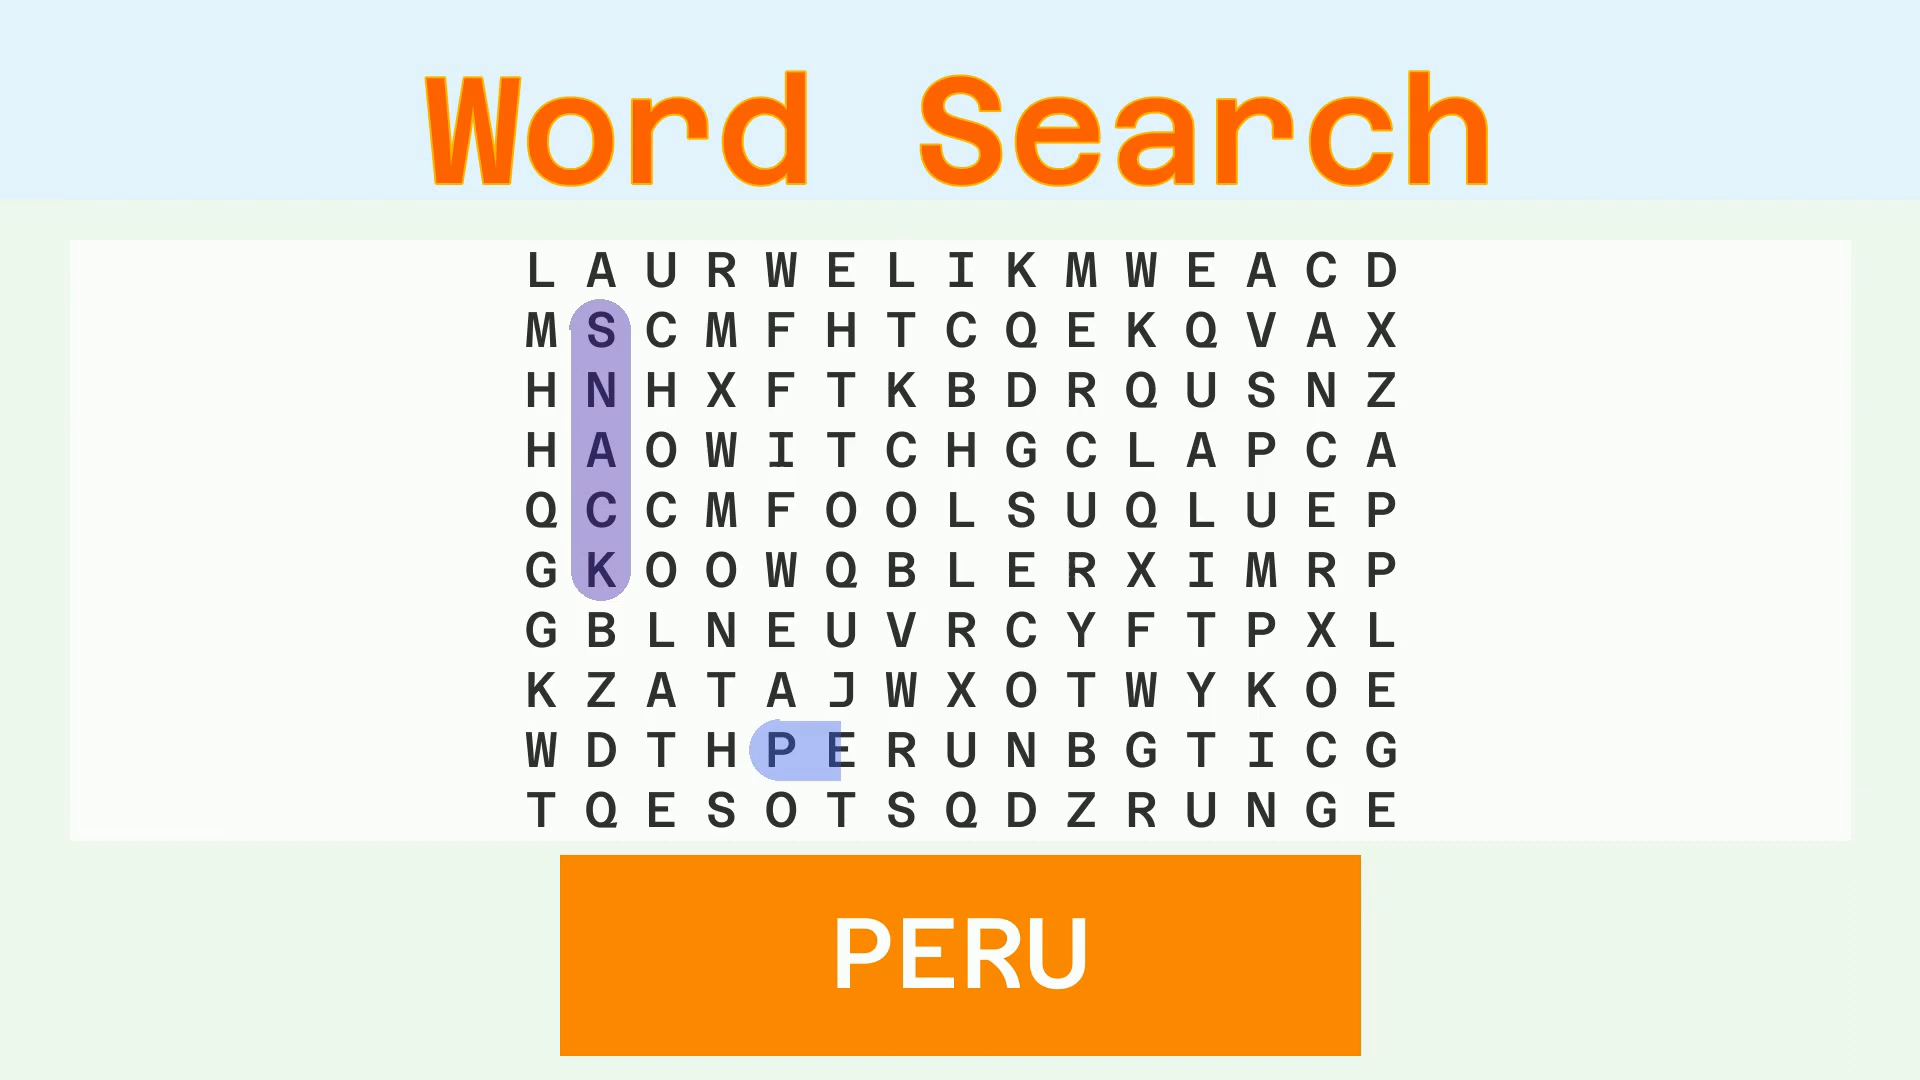 Word Search
L A U R W E L I K M W E A C D
M S C M F H T C Q E K Q V A X
H N H X F T K B D R Q U S N Z
H A O W I T C H G C L A P C A
Q C C M F O O L S U Q L U E P
G K O O W Q B L E R X I M R P
G B L N E U V R C Y F T P X L
K Z A T A J W X O T W Y K O E
W D T H P E R U N B G T I C G
T Q E S O T S Q D Z R U N G E
PERU